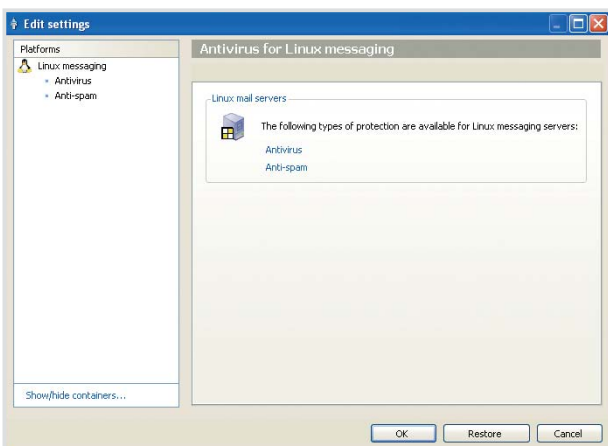 Edit settings
Platforms
Linux messaging
Antivirus
Anti-spam
Show/hide containers...
Antivirus for Linux messaging
Linux mail servers
The following types of protection are available for Linux messaging servers:
Antivirus
Anti-spam
OK
Restore
Cancel